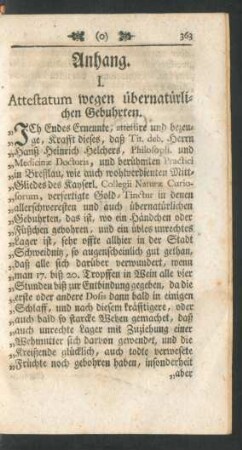 (o) 363
Anhang.
I.
Attestatum wegen übernatürli-
chen Gebuhrten.
„ICh Endes Ernennte, attestire und bezeu-
„ge, Krafft dieses, daß Tit. deb. Herrn
„Hanß Heinrich Helchers, Philosoph. und
„Medicinæ Doctoris, und berühmten Practici
„in Breßlau, wie auch wohlverdienten Mit-
„Gliedes des Kayserl. Collegii Naturæ Curio-
„sorum, verfertigte Gold-Tinctur in denen
„allerschweresten und auch übernatürlichen
„Gebuhrten, das ist, wo ein Händchen oder
„Füßchen gebohren, und ein übles unrechtes
„Lager ist, sehr offte allhier in der Stadt
„Schweidnitz, so augenscheinlich gut gethan,
„daß alle sich darüber verwundert, wenn
„man 17. biß 20. Tropffen in Wein alle vier
„Stunden biß zur Entbindung gegeben, da die
„erste oder andere Dosis dann bald in einigen
„Schlaff, und nach diesem kräfftigere, oder
„auch bald so starcke Wehen gemachet, daß
„auch unrechte Lager mit Zuziehung einer
„Wehmutter sich darvon gewendet, und die
„Kreißende glücklich, auch todte verwesete
„Früchte noch gebohren haben, insonderheit
„aber